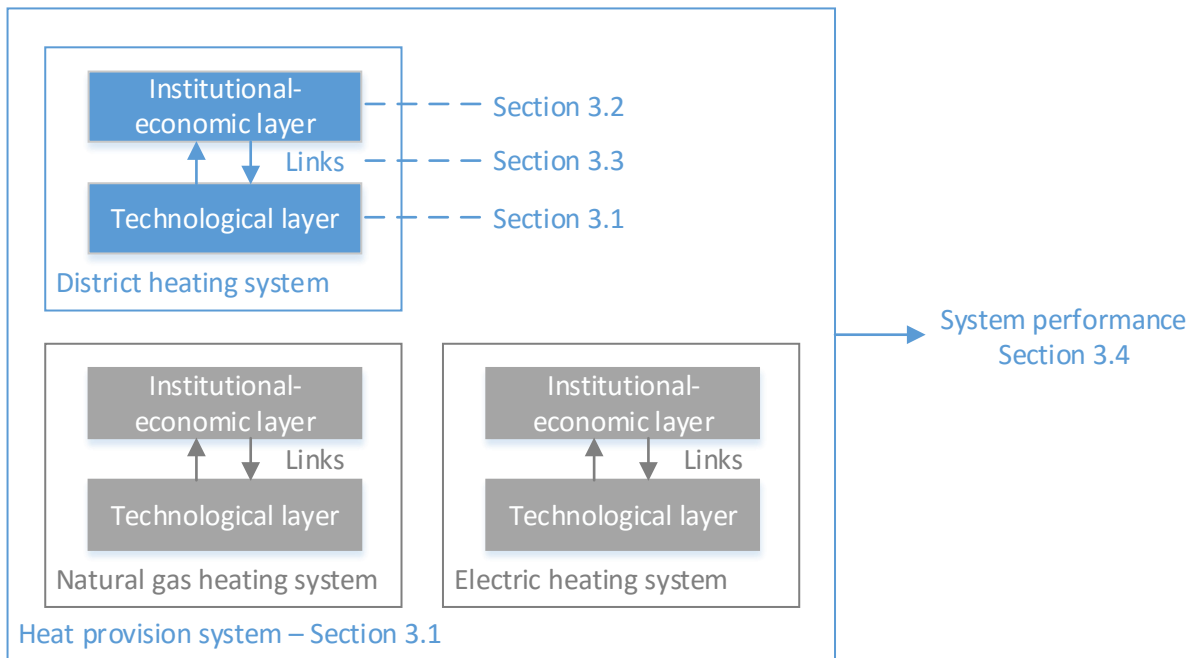 Institutional-
economic layer
Section 3.2
Links
Section 3.3
Technological layer
Section 3.1
District heating system
System performance
Section 3.4
Institutional-
economic layer
Links
Technological layer
Natural gas heating system
Institutional-
economic layer
Links
Technological layer
Electric heating system
Heat provision system – Section 3.1